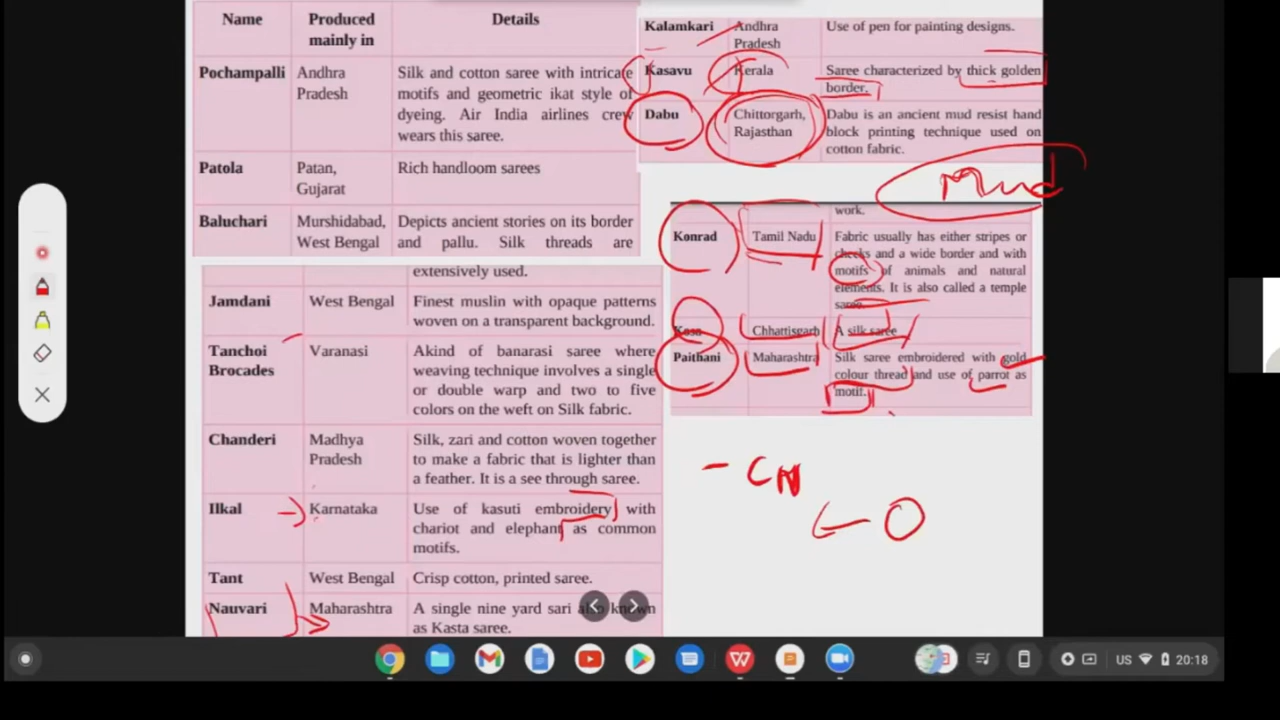 Name Produced mainly in Details
Pochampalli Andhra Pradesh Silk and cotton saree with intricate
motifs and geometric ikat style of
dyeing. Air India airlines crew
wears this saree.
Patola Patan, Gujarat Rich handloom sarees
Baluchari Murshidabad, West Bengal Depicts ancient stories on its border
and pallu. Silk threads are
extensively used.
Jamdani West Bengal Finest muslin with opaque patterns
woven on a transparent background.
Tanchoi Brocades Varanasi Akind of banarasi saree where
weaving technique involves a single
or double warp and two to five
colors on the weft on Silk fabric.
Chanderi Madhya Pradesh Silk, zari and cotton woven together
to make a fabric that is lighter than
a feather. It is a see through saree.
Ilkal Karnataka Use of kasuti embroidery with
chariot and elephant as common
motifs.
Tant West Bengal Crisp cotton, printed saree.
Nauvari Maharashtra A single nine yard sari also known
as Kasta saree.
Kalamkari Andhra Pradesh Use of pen for painting designs.
Kasavu Kerala Saree characterized by thick golden
border.
Dabu Chittorgarh, Rajasthan Dabu is an ancient mud resist hand
block printing technique used on
cotton fabric.
Mud
work.
Konrad Tamil Nadu Fabric usually has either stripes or
checks and a wide border and with
motifs of animals and natural
elements. It is also called a temple
saree.
Kosa Chhattisgarh A silk saree
Paithani Maharashtra Silk saree embroidered with gold
colour thread and use of parrot as
motif.
US 20:18